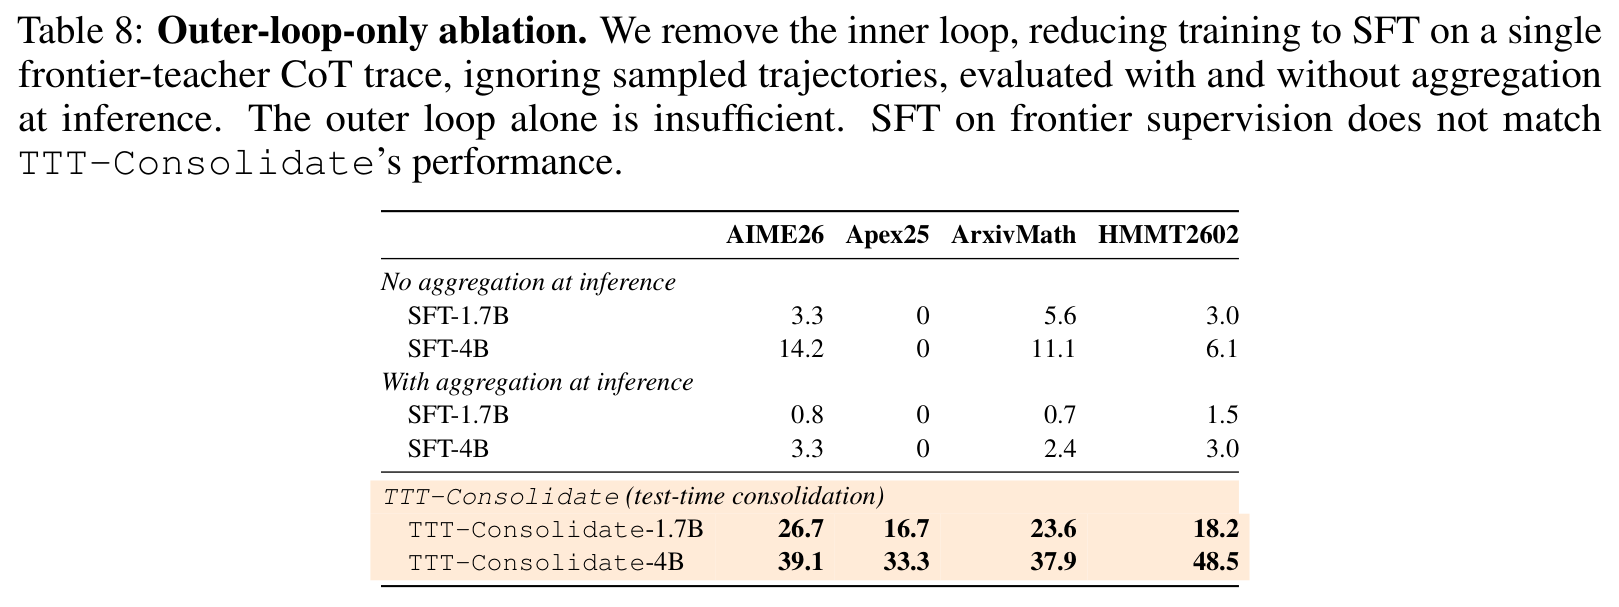 Table 8: Outer-loop-only ablation. We remove the inner loop, reducing training to SFT on a single
frontier-teacher CoT trace, ignoring sampled trajectories, evaluated with and without aggregation
at inference. The outer loop alone is insufficient. SFT on frontier supervision does not match
TTT-Consolidate's performance.
AIME26 Apex25 ArxivMath HMMT2602
No aggregation at inference
SFT-1.7B 3.3 0 5.6 3.0
SFT-4B 14.2 0 11.1 6.1
With aggregation at inference
SFT-1.7B 0.8 0 0.7 1.5
SFT-4B 3.3 0 2.4 3.0
TTT-Consolidate (test-time consolidation)
TTT-Consolidate-1.7B 26.7 16.7 23.6 18.2
TTT-Consolidate-4B 39.1 33.3 37.9 48.5